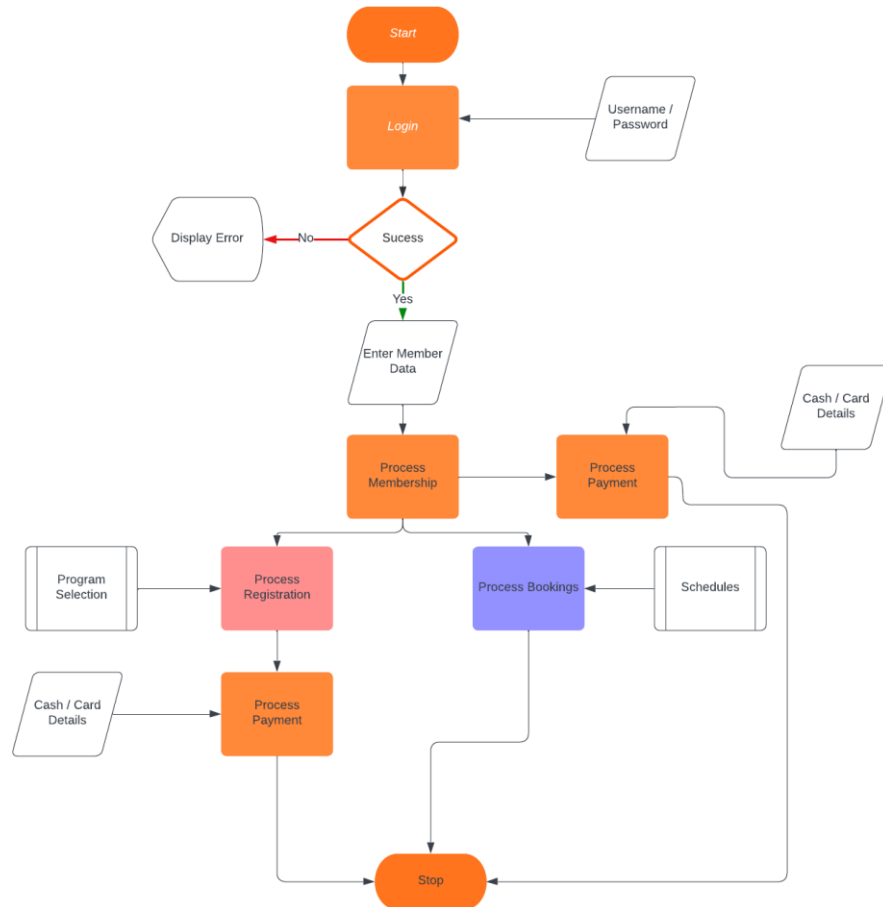 Start
Login
Username /
Password
Display Error
No
Sucess
Yes
Enter Member
Data
Cash / Card
Details
Process
Membership
Process
Payment
Program
Selection
Process
Registration
Process Bookings
Schedules
Cash / Card
Details
Process
Payment
Stop